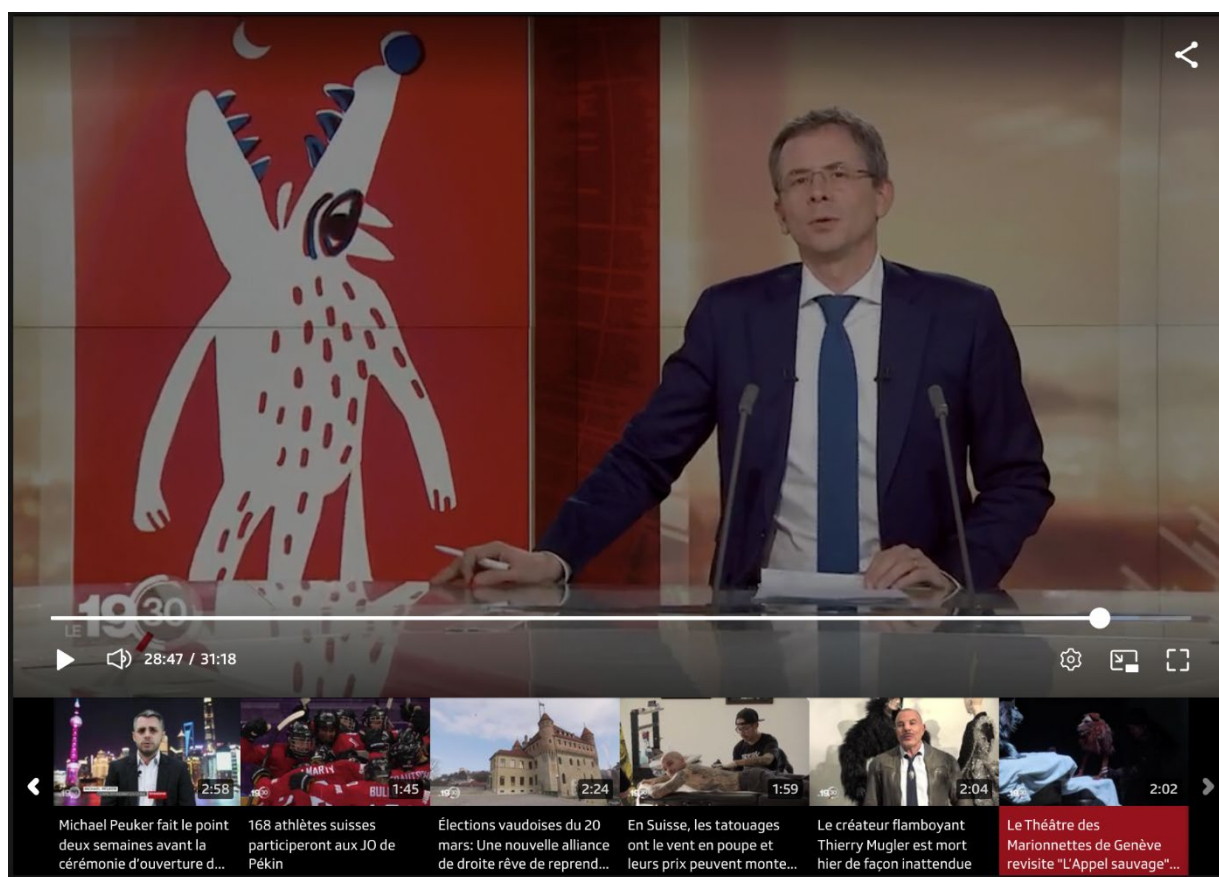 LE 19 30
28:47 / 31:18
MARTY
BUL
2:58
1:45
2:24
1:59
2:04
2:02
Michael Peuker fait le point
deux semaines avant la
cérémonie d'ouverture d...
168 athlètes suisses
participeront aux JO de
Pékin
Élections vaudoises du 20
mars: Une nouvelle alliance
de droite rêve de reprend...
En Suisse, les tatouages
ont le vent en poupe et
leurs prix peuvent monte...
Le créateur flamboyant
Thierry Mugler est mort
hier de façon inattendue
Le Théâtre des
Marionnettes de Genève
revisite "L'Appel sauvage"...